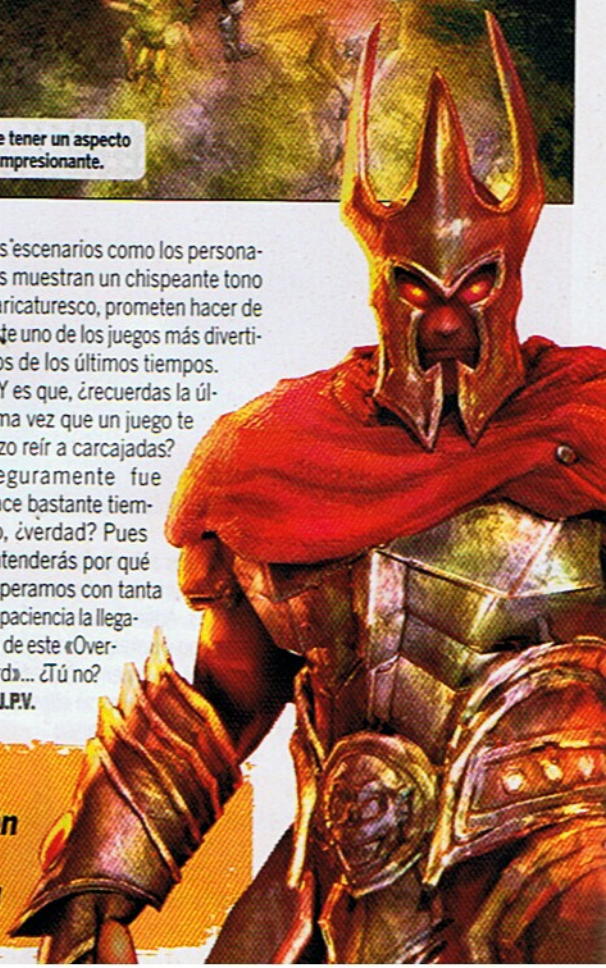 e tener un aspecto
mpresionante.
s escenarios como los persona-
s muestran un chispeante tono
aricaturesco, prometen hacer de
te uno de los juegos más diverti-
os de los últimos tiempos.
Y es que, ¿recuerdas la úl-
ma vez que un juego te
zo reír a carcajadas?
eguramente fue
ace bastante tiem-
o, ¿verdad? Pues
ntenderás por qué
peramos con tanta
paciencia la llega-
de este «Over-
rd»... ¿Tú no?
J.P.V.
n